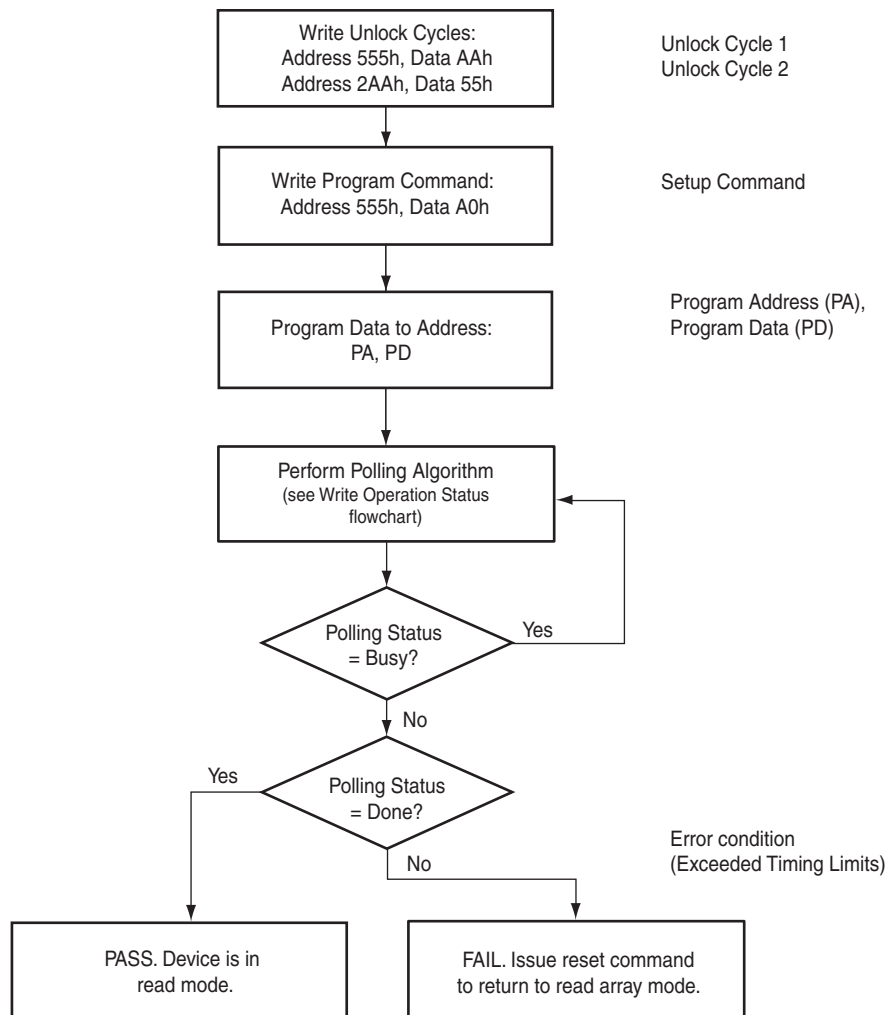 Write Unlock Cycles:
Address 555h, Data AAh
Address 2AAh, Data 55h
Unlock Cycle 1
Unlock Cycle 2
Write Program Command:
Address 555h, Data A0h
Setup Command
Program Data to Address:
PA, PD
Program Address (PA),
Program Data (PD)
Perform Polling Algorithm
(see Write Operation Status
flowchart)
Polling Status
= Busy?
Yes
No
Polling Status
= Done?
Yes
No
Error condition
(Exceeded Timing Limits)
PASS. Device is in
read mode.
FAIL. Issue reset command
to return to read array mode.